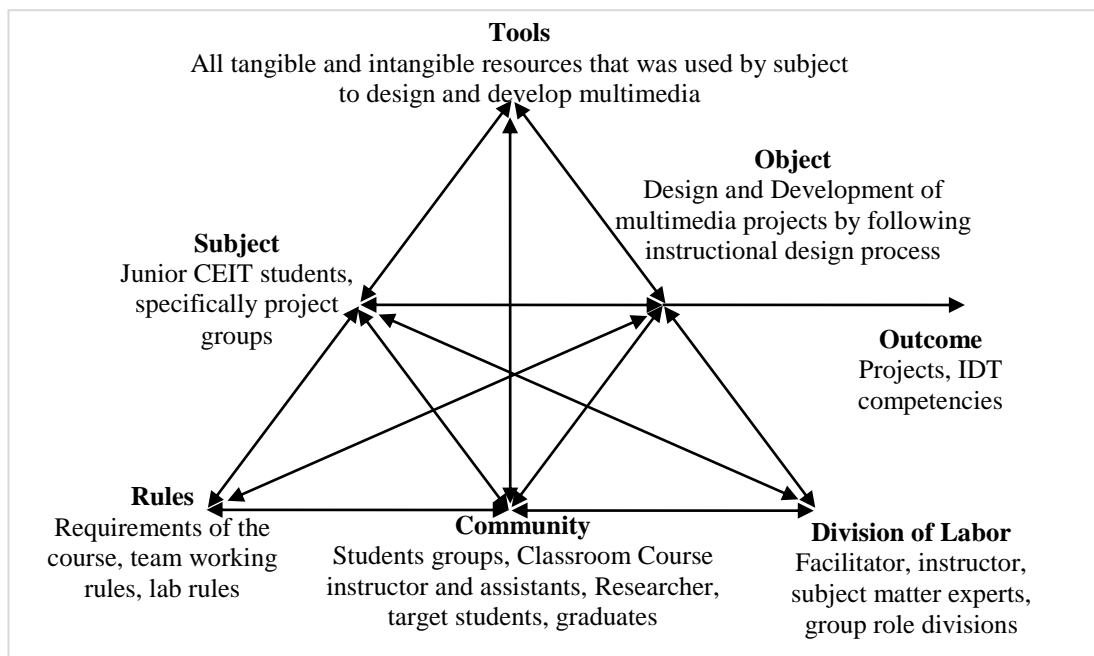 Tools
All tangible and intangible resources that was used by subject
to design and develop multimedia
Object
Design and Development of
multimedia projects by following
instructional design process
Subject
Junior CEIT students,
specifically project
groups
Outcome
Projects, IDT
competencies
Rules
Requirements of the
course, team working
rules, lab rules
Community
Students groups, Classroom Course
instructor and assistants, Researcher,
target students, graduates
Division of Labor
Facilitator, instructor,
subject matter experts,
group role divisions